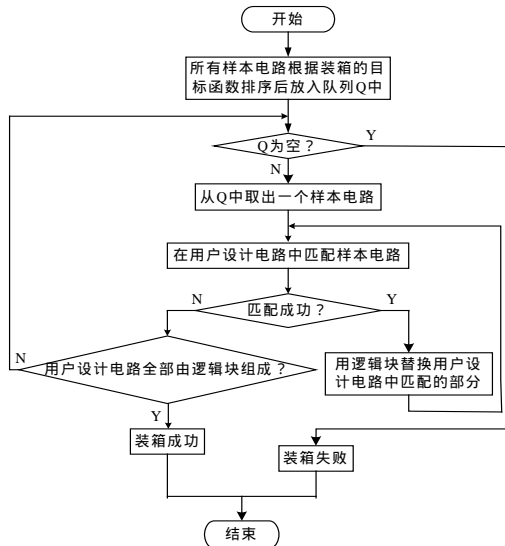 开始
所有样本电路根据装箱的目
标函数排序后放入队列Q中
Q为空？
Y
N
从Q中取出一个样本电路
在用户设计电路中匹配样本电路
N
匹配成功？
Y
N
用户设计电路全部由逻辑块组成？
用逻辑块替换用户设
计电路中匹配的部分
Y
装箱成功
装箱失败
结束